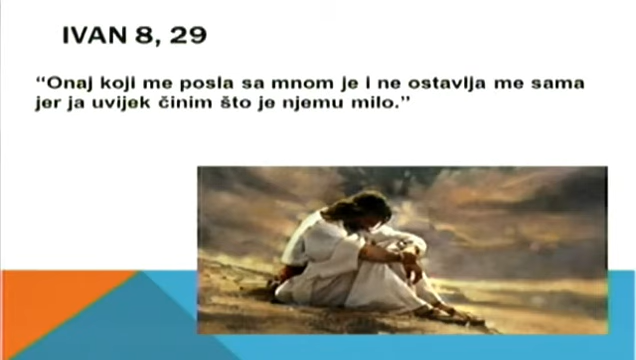 IVAN 8, 29
“Onaj koji me posla sa mnom je i ne ostavlja me sama
jer ja uvijek činim što je njemu milo.”